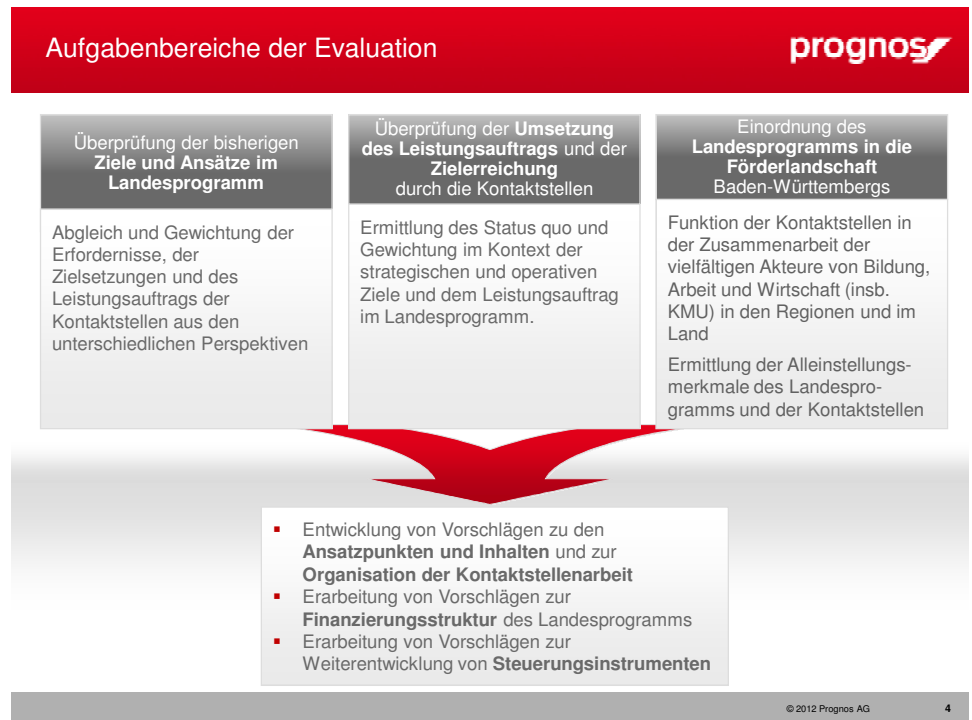 Aufgabenbereiche der Evaluation
prognos
Überprüfung der bisherigen
Ziele und Ansätze im
Landesprogramm
Abgleich und Gewichtung der
Erfordernisse, der
Zielsetzungen und des
Leistungsauftrags der
Kontaktstellen aus den
unterschiedlichen Perspektiven
Überprüfung der Umsetzung
des Leistungsauftrags und der
Zielerreichung
durch die Kontaktstellen
Ermittlung des Status quo und
Gewichtung im Kontext der
strategischen und operativen
Ziele und dem Leistungsauftrag
im Landesprogramm.
Einordnung des
Landesprogramms in die
Förderlandschaft
Baden-Württembergs
Funktion der Kontaktstellen in
der Zusammenarbeit der
vielfältigen Akteure von Bildung,
Arbeit und Wirtschaft (insb.
KMU) in den Regionen und im
Land
Ermittlung der Alleinstellungs-
merkmale des Landespro-
gramms und der Kontaktstellen
▪ Entwicklung von Vorschlägen zu den
Ansatzpunkten und Inhalten und zur
Organisation der Kontaktstellenarbeit
▪ Erarbeitung von Vorschlägen zur
Finanzierungsstruktur des Landesprogramms
▪ Erarbeitung von Vorschlägen zur
Weiterentwicklung von Steuerungsinstrumenten
© 2012 Prognos AG 4